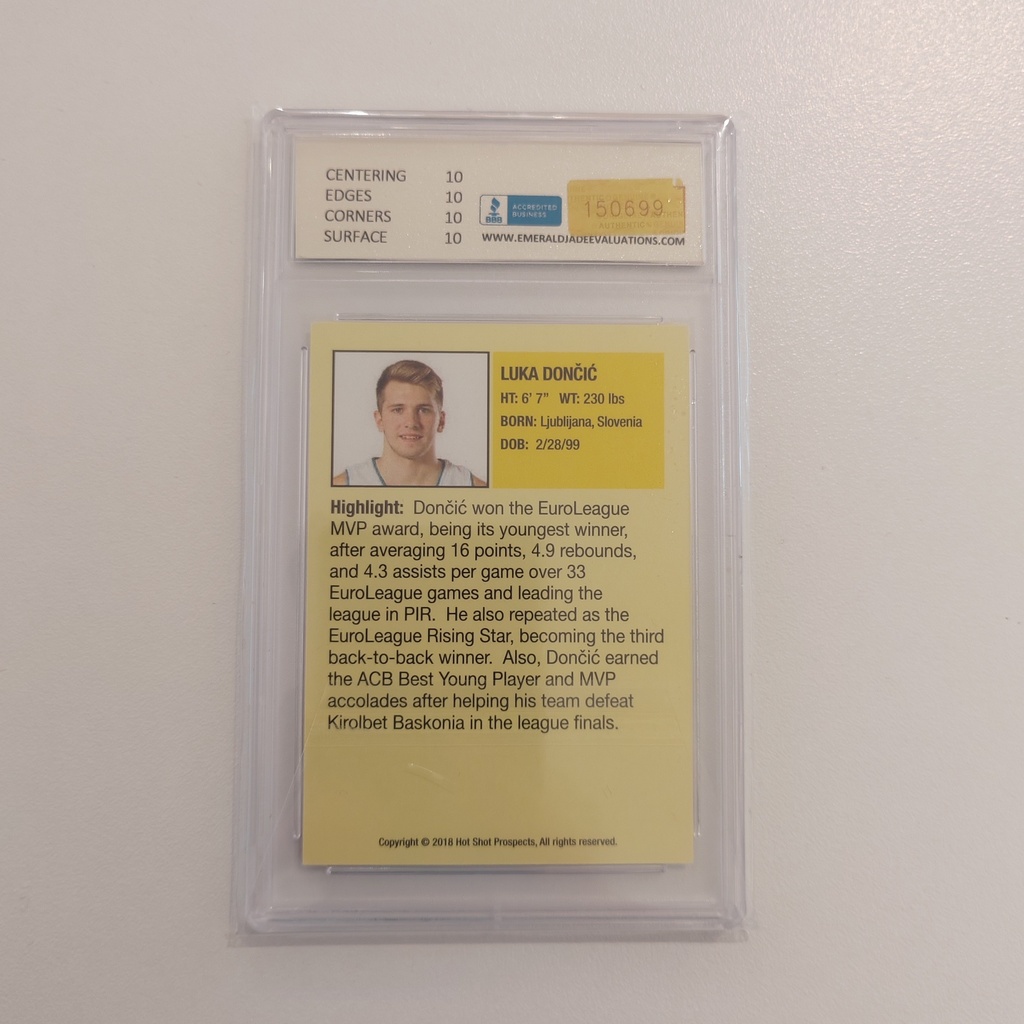 CENTERING 10
EDGES 10
CORNERS 10
SURFACE 10
BBB
ACCREDITED
BUSINESS
150699
WWW.EMERALDJADEEVALUATIONS.COM
LUKA DONČIĆ
HT: 6' 7" WT: 230 lbs
BORN: Ljublijana, Slovenia
DOB: 2/28/99
Highlight: Dončić won the EuroLeague
MVP award, being its youngest winner,
after averaging 16 points, 4.9 rebounds,
and 4.3 assists per game over 33
EuroLeague games and leading the
league in PIR. He also repeated as the
EuroLeague Rising Star, becoming the third
back-to-back winner. Also, Dončić earned
the ACB Best Young Player and MVP
accolades after helping his team defeat
Kirolbet Baskonia in the league finals.
Copyright © 2018 Hot Shot Prospects, All rights reserved.